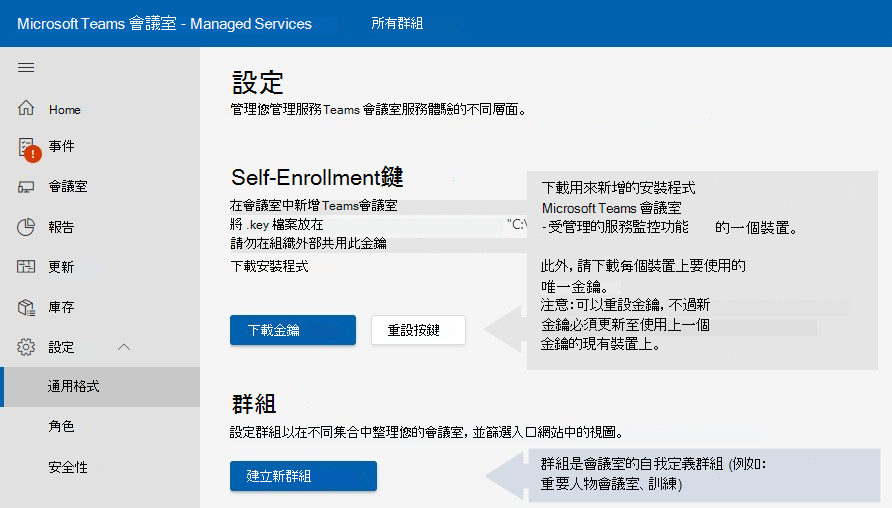 Microsoft Teams 會議室 - Managed Services
所有群組
Home
事件
會議室
報告
更新
庫存
設定
通用格式
角色
安全性
設定
管理您管理服務Teams 會議室服務體驗的不同層面。
Self-Enrollment鍵
在會議室中新增Teams會議室
將 .key 檔案放在 "C:\
請勿在組織外部共用此金鑰
下載安裝程式
下載金鑰
重設按鍵
下載用來新增的安裝程式
Microsoft Teams 會議室
- 受管理的服務監控功能 的一個裝置。
此外, 請下載每個裝置上要使用的
唯一金鑰。
注意: 可以重設金鑰, 不過新
金鑰必須更新至使用上一個
金鑰的現有裝置上。
群組
設定群組以在不同集合中整理您的會議室, 並篩選入口網站中的視圖。
建立新群組
群組是會議室的自我定義群組 (例如:
重要人物會議室、訓練)